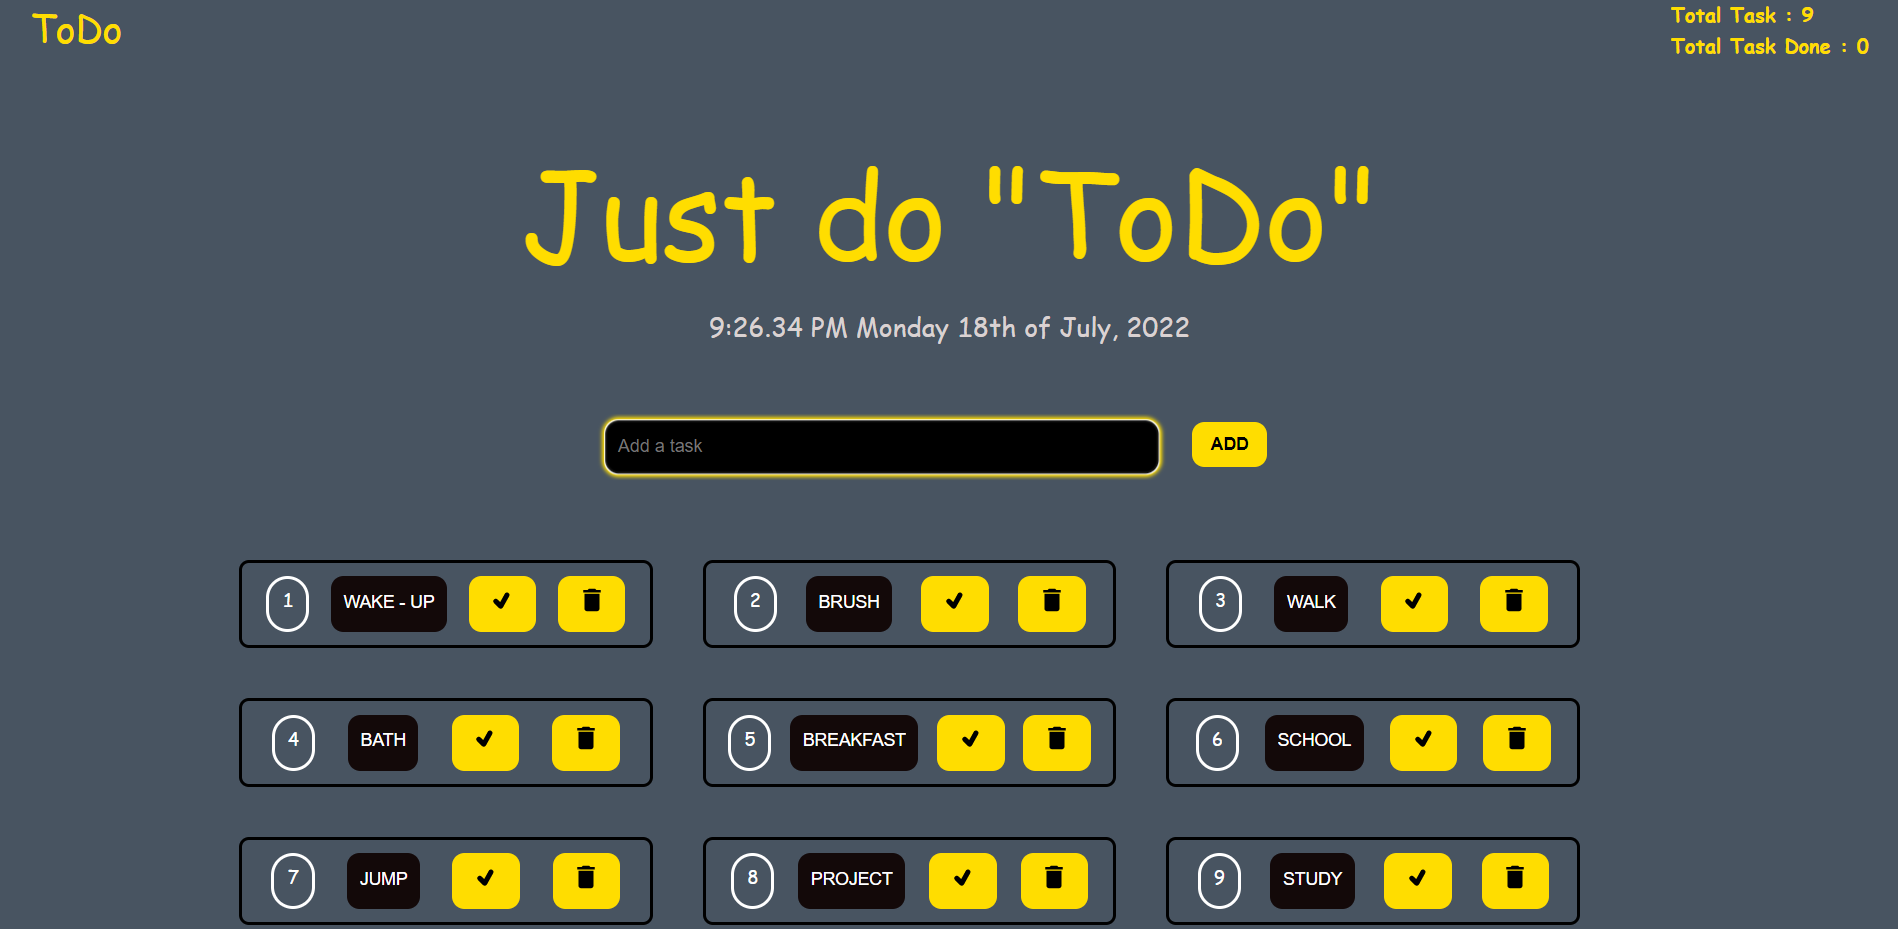 ToDo
Total Task : 9
Total Task Done : 0
Just do "ToDo"
9:26.34 PM Monday 18th of July, 2022
Add a task
ADD
1 WAKE - UP
2 BRUSH
3 WALK
4 BATH
5 BREAKFAST
6 SCHOOL
7 JUMP
8 PROJECT
9 STUDY